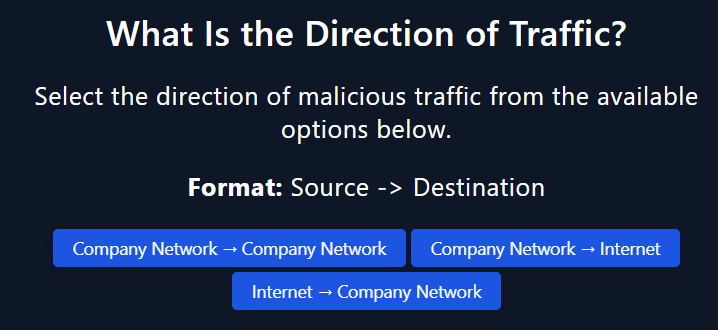 What Is the Direction of Traffic?
Select the direction of malicious traffic from the available
options below.
Format: Source -> Destination
Company Network → Company Network
Company Network → Internet
Internet → Company Network